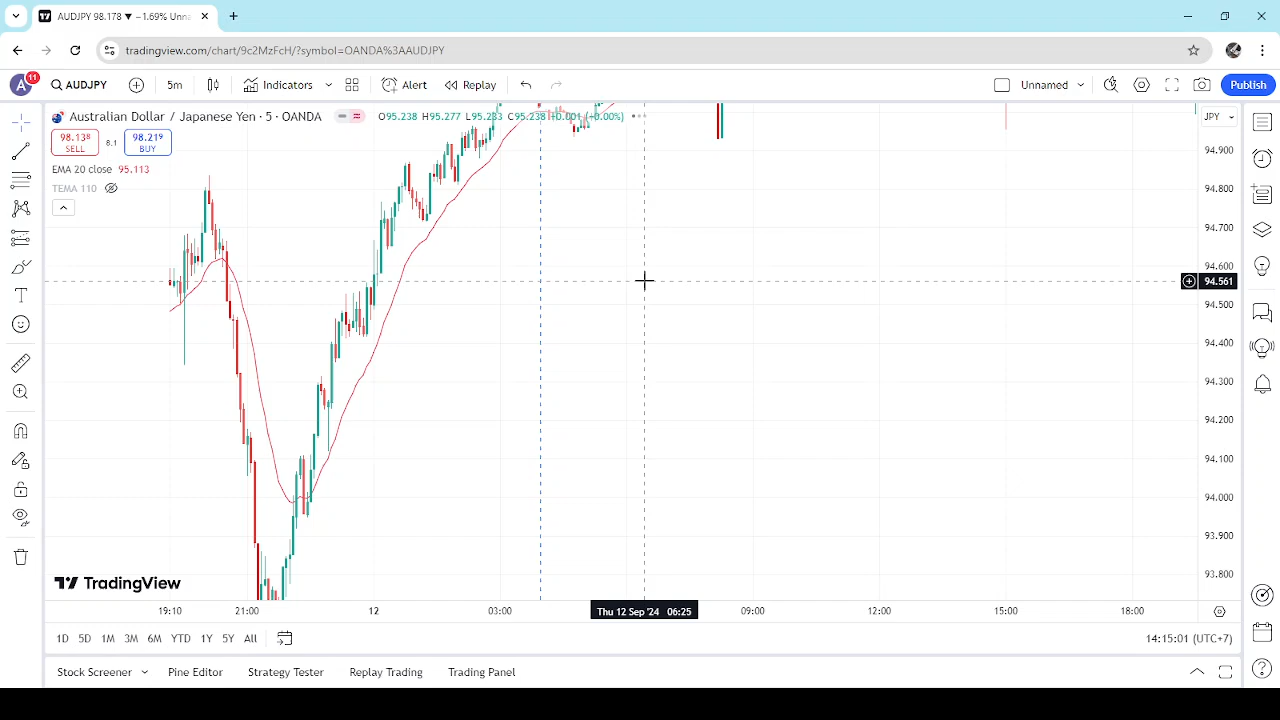 AUDJPY 98.178 ▼ −1.69% Unna
tradingview.com/chart/9c2MzFcH/?symbol=OANDA%3AAUDJPY
A 11 AUDJPY 5m Indicators Alert Replay Unnamed Publish
Australian Dollar / Japanese Yen · 5 · OANDA O95.238 H95.277 L95.233 C95.238 +0.001 (+0.00%) JPY
98.138 98.219
SELL 8.1 BUY
EMA 20 close 95.113
TEMA 110
94.900
94.800
94.700
94.600
94.561
94.500
94.400
94.300
94.200
94.100
94.000
93.900
93.800
TradingView
19:10 21:00 12 03:00 Thu 12 Sep '24 06:25 09:00 12:00 15:00 18:00
1D 5D 1M 3M 6M YTD 1Y 5Y All 14:15:01 (UTC+7)
Stock Screener Pine Editor Strategy Tester Replay Trading Trading Panel